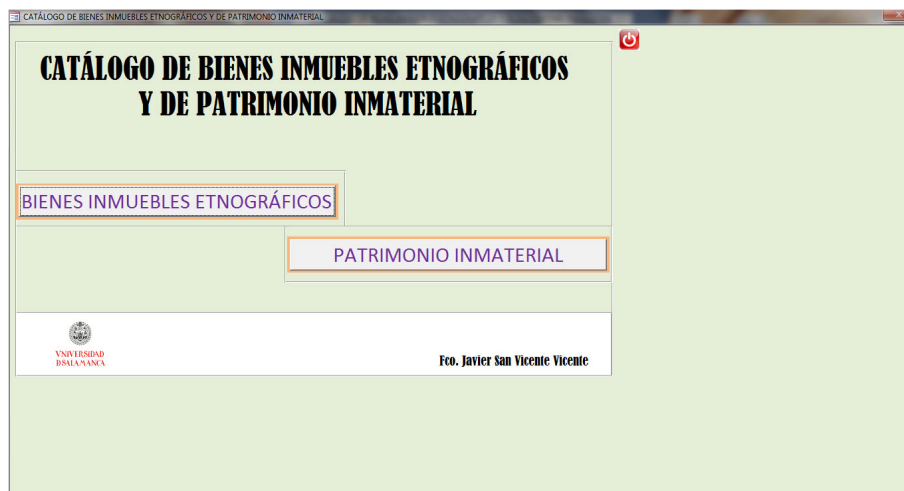 CATÁLOGO DE BIENES INMUEBLES ETNOGRÁFICOS Y DE PATRIMONIO INMATERIAL
CATÁLOGO DE BIENES INMUEBLES ETNOGRÁFICOS
Y DE PATRIMONIO INMATERIAL
BIENES INMUEBLES ETNOGRÁFICOS
PATRIMONIO INMATERIAL
VNIVERSIDAD
D SALAMANCA
Fco. Javier San Vicente Vicente